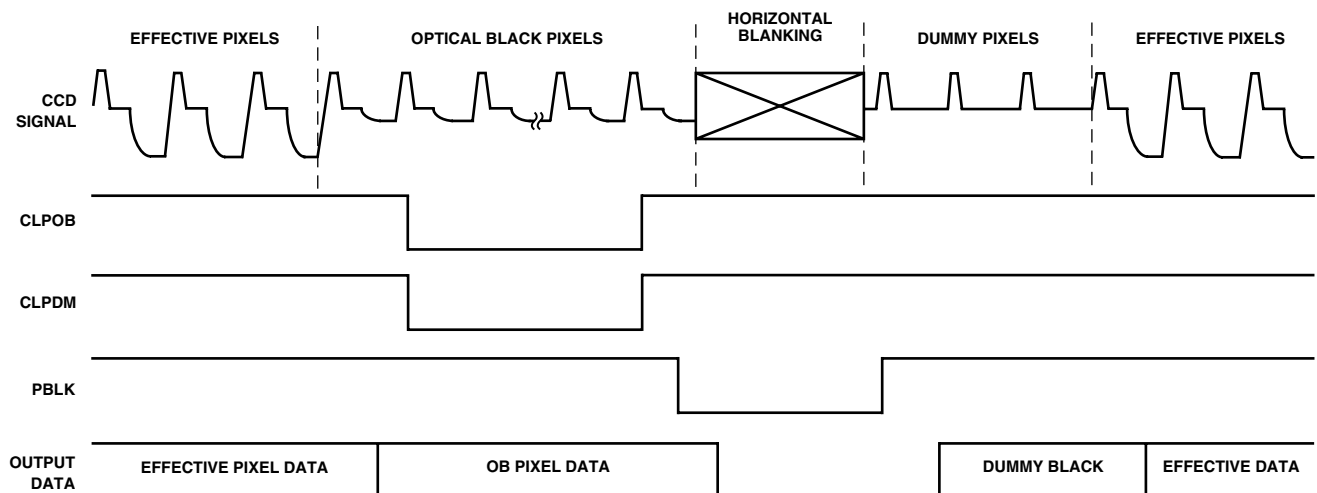 EFFECTIVE PIXELS
OPTICAL BLACK PIXELS
HORIZONTAL
BLANKING
DUMMY PIXELS
EFFECTIVE PIXELS
CCD
SIGNAL
CLPOB
CLPDM
PBLK
OUTPUT
DATA
EFFECTIVE PIXEL DATA
OB PIXEL DATA
DUMMY BLACK
EFFECTIVE DATA